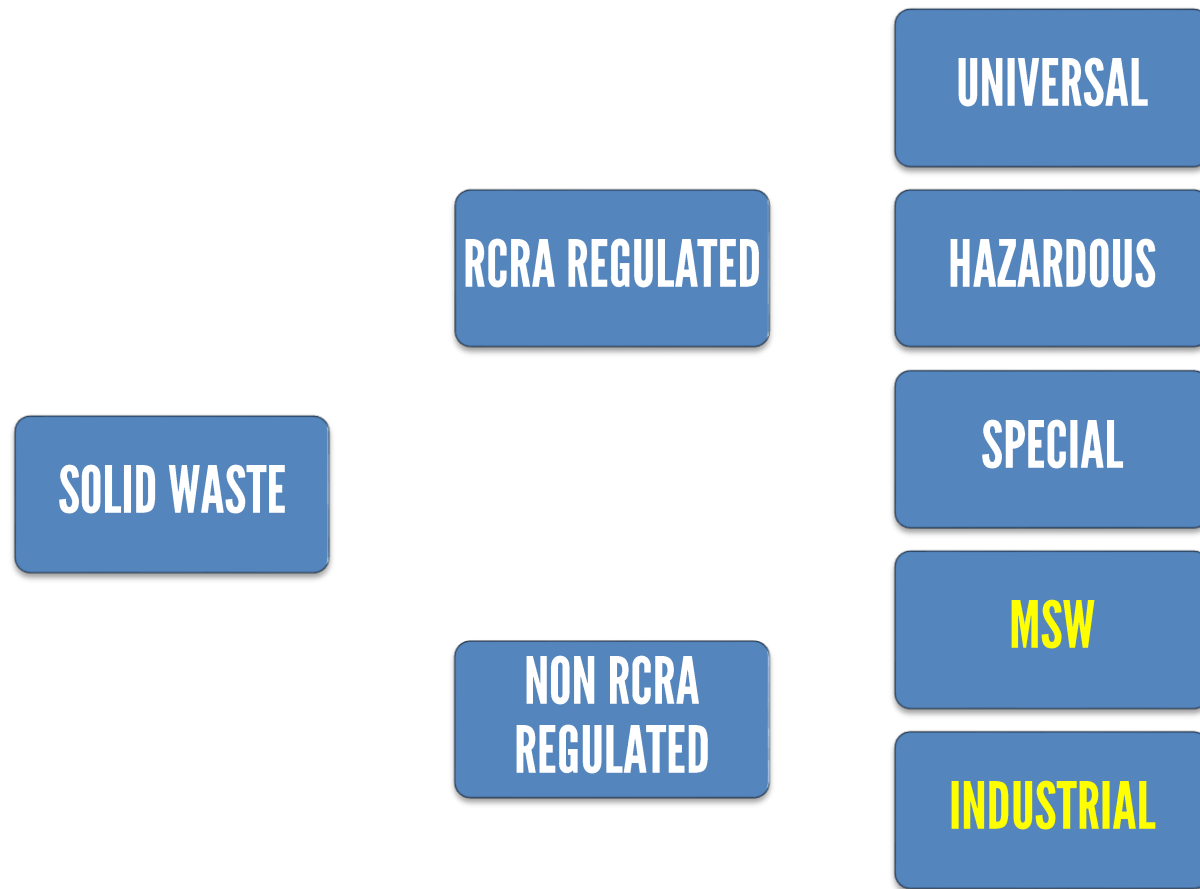 SOLID WASTE
RCRA REGULATED
NON RCRA
REGULATED
UNIVERSAL
HAZARDOUS
SPECIAL
MSW
INDUSTRIAL